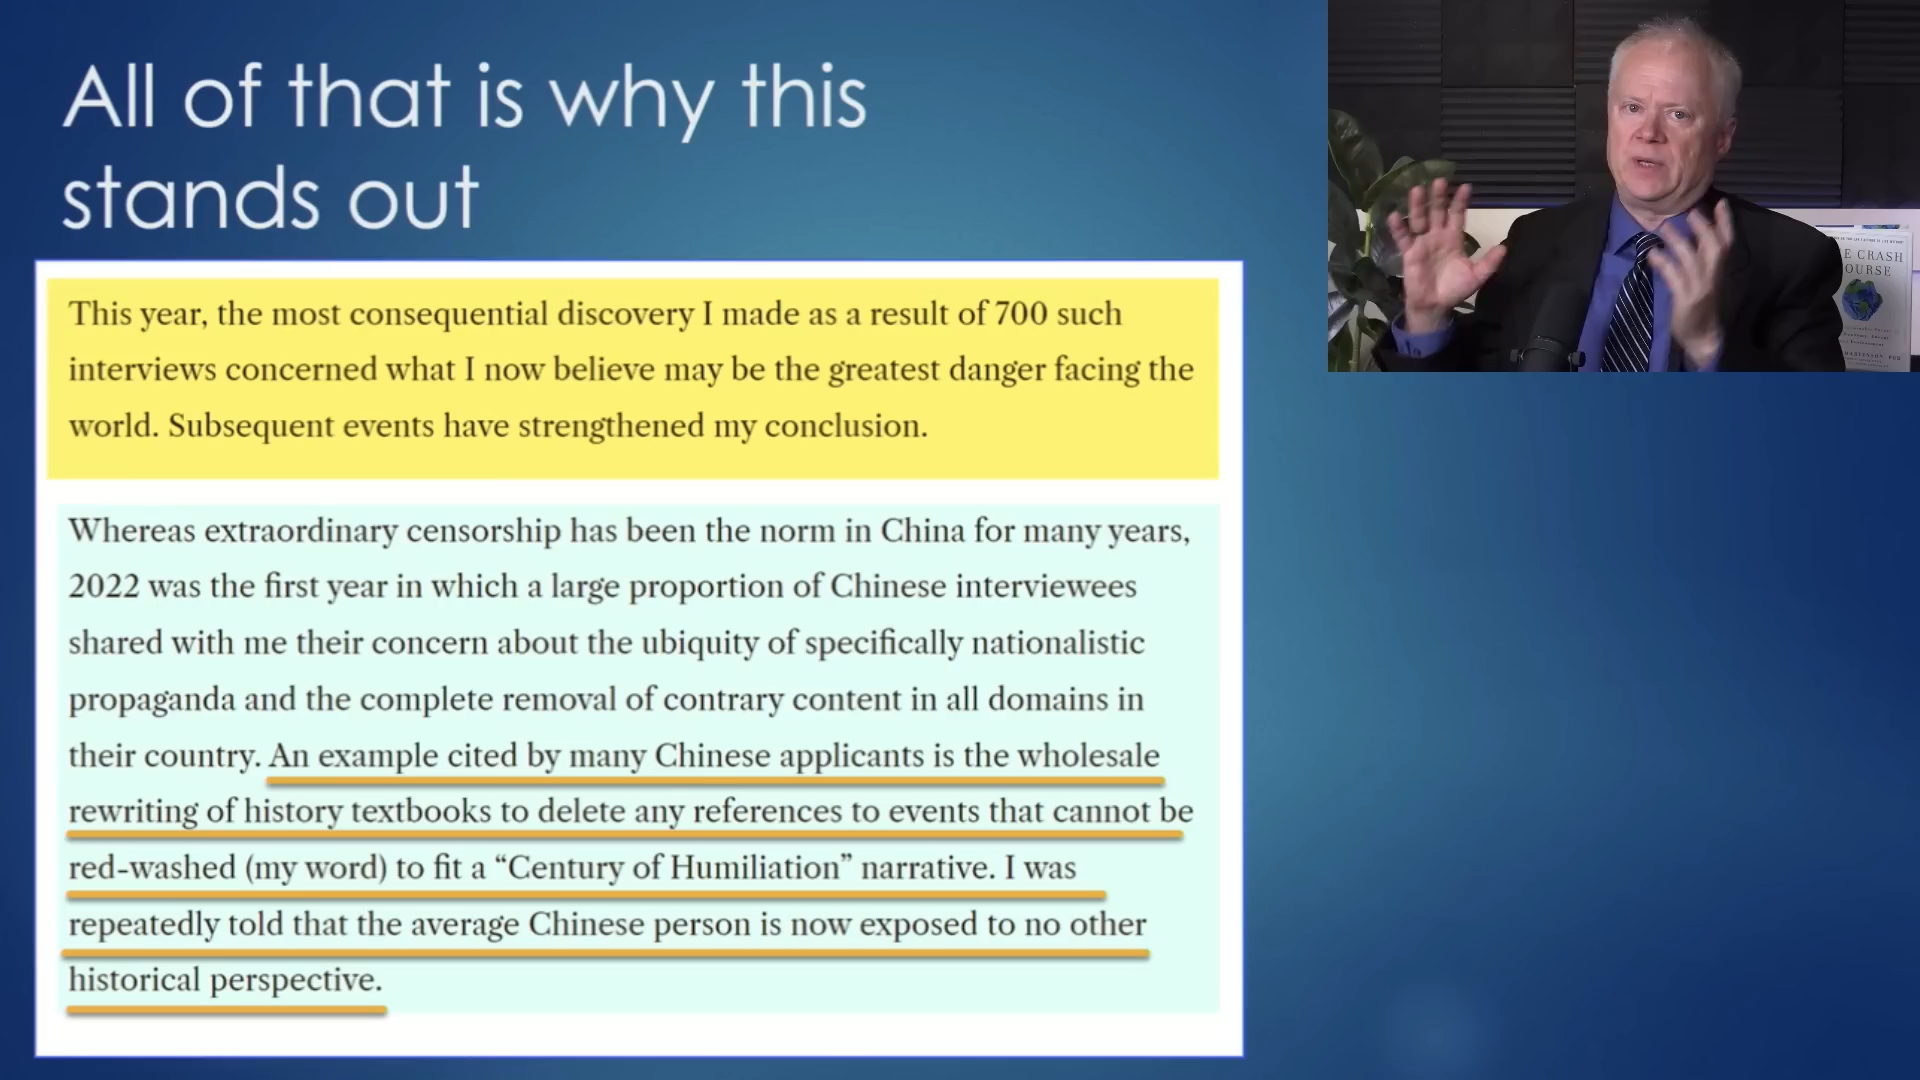 All of that is why this
stands out
This year, the most consequential discovery I made as a result of 700 such
interviews concerned what I now believe may be the greatest danger facing the
world. Subsequent events have strengthened my conclusion.
Whereas extraordinary censorship has been the norm in China for many years,
2022 was the first year in which a large proportion of Chinese interviewees
shared with me their concern about the ubiquity of specifically nationalistic
propaganda and the complete removal of contrary content in all domains in
their country. An example cited by many Chinese applicants is the wholesale
rewriting of history textbooks to delete any references to events that cannot be
red-washed (my word) to fit a “Century of Humiliation” narrative. I was
repeatedly told that the average Chinese person is now exposed to no other
historical perspective.
E CRASH
OURSE